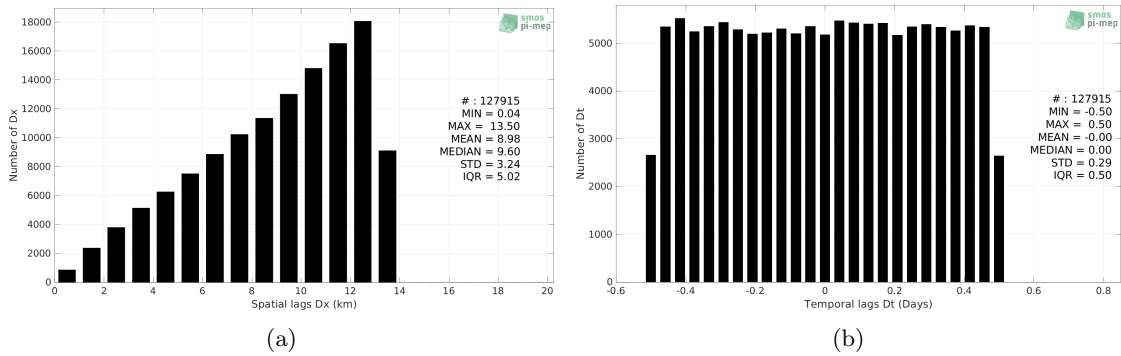 18000
16000
14000
12000
10000
8000
6000
4000
2000
0
Number of Dx
0 2 4 6 8 10 12 14 16 18 20
Spatial lags Dx (km)
smos
pi-mep
# : 127915
MIN = 0.04
MAX = 13.50
MEAN = 8.98
MEDIAN = 9.60
STD = 3.24
IQR = 5.02
(a)
5000
4000
3000
2000
1000
0
Number of Dt
-0.6 -0.4 -0.2 0 0.2 0.4 0.6 0.8
Temporal lags Dt (Days)
smos
pi-mep
# : 127915
MIN = -0.50
MAX = 0.50
MEAN = -0.00
MEDIAN = 0.00
STD = 0.29
IQR = 0.50
(b)